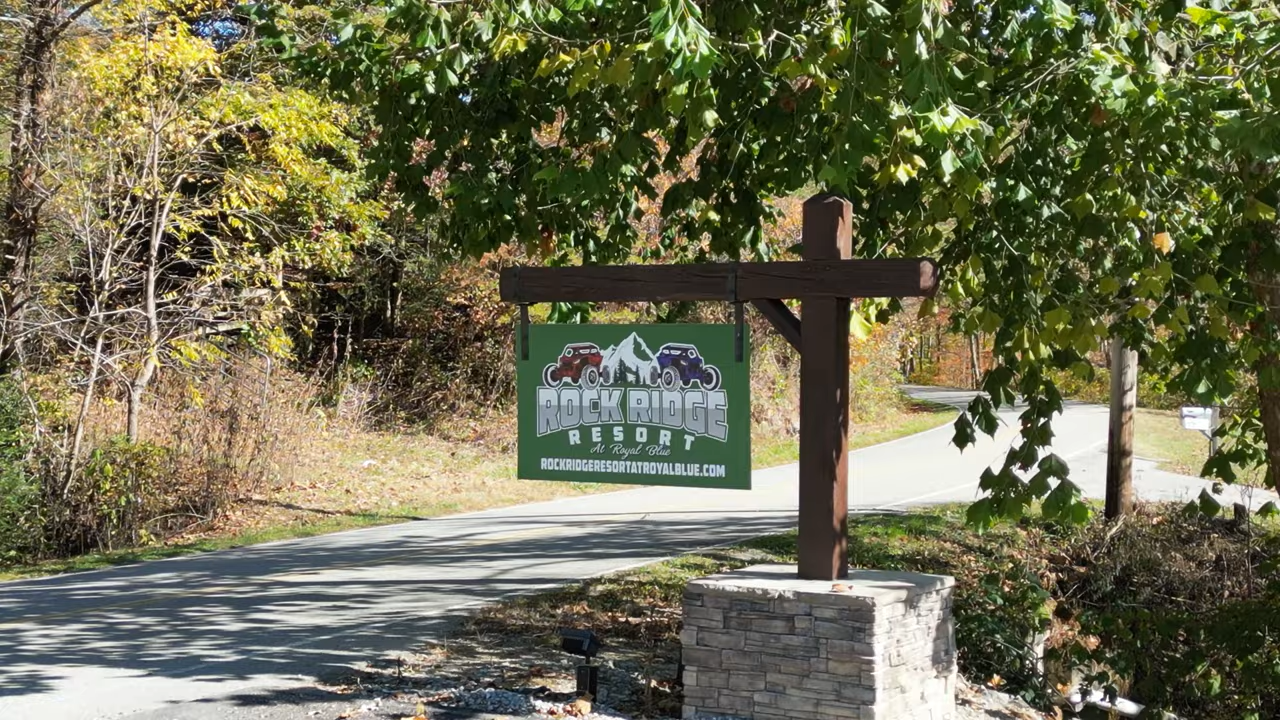 ROCK RIDGE
RESORT
At Royal Blue
ROCKRIDGERESORTATROYALBLUE.COM